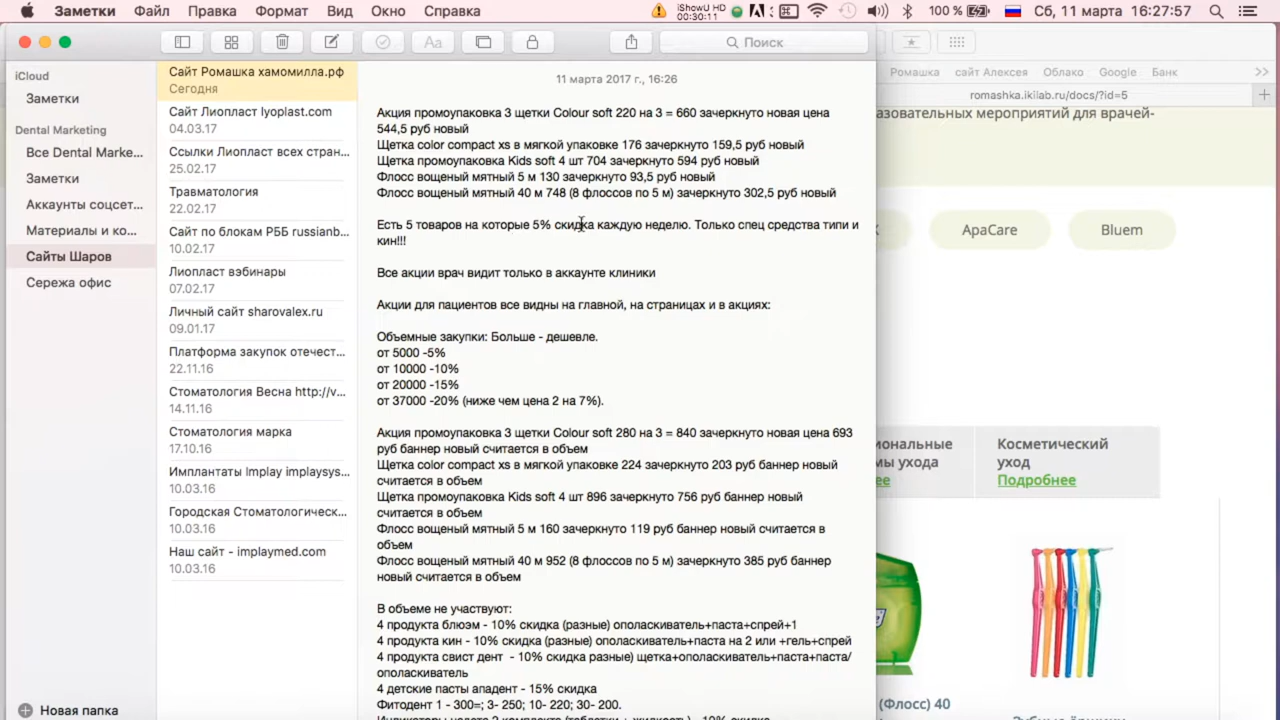 Заметки Файл Правка Формат Вид Окно Справка iShowU HD 00:30:11 100 % Сб, 11 марта 16:27:57
Aa
Поиск
iCloud
Заметки
Dental Marketing
Все Dental Marke...
Заметки
Аккаунты соцсет...
Материалы и ко...
Сайты Шаров
Сережа офис
Новая папка
Сайт Ромашка хамомилла.рф
Сегодня
Сайт Лиопласт lyoplast.com
04.03.17
Ссылки Лиопласт всех стран...
25.02.17
Травматология
22.02.17
Сайт по блокам РББ russianb...
10.02.17
Лиопласт вэбинары
07.02.17
Личный сайт sharovalex.ru
09.01.17
Платформа закупок отечест...
22.11.16
Стоматология Весна http://v...
14.11.16
Стоматология марка
17.10.16
Имплантаты Implay implaysys...
10.03.16
Городская Стоматологическ...
10.03.16
Наш сайт - implaymed.com
10.03.16
11 марта 2017 г., 16:26
Акция промоупаковка 3 щетки Colour soft 220 на 3 = 660 зачеркнуто новая цена
544,5 руб новый
Щетка color compact xs в мягкой упаковке 176 зачеркнуто 159,5 руб новый
Щетка промоупаковка Kids soft 4 шт 704 зачеркнуто 594 руб новый
Флосс вощеный мятный 5 м 130 зачеркнуто 93,5 руб новый
Флосс вощеный мятный 40 м 748 (8 флоссов по 5 м) зачеркнуто 302,5 руб новый
Есть 5 товаров на которые 5% скидка каждую неделю. Только спец средства типи и
кин!!!
Все акции врач видит только в аккаунте клиники
Акции для пациентов все видны на главной, на страницах и в акциях:
Объемные закупки: Больше - дешевле.
от 5000 -5%
от 10000 -10%
от 20000 -15%
от 37000 -20% (ниже чем цена 2 на 7%).
Акция промоупаковка 3 щетки Colour soft 280 на 3 = 840 зачеркнуто новая цена 693
руб баннер новый считается в объем
Щетка color compact xs в мягкой упаковке 224 зачеркнуто 203 руб баннер новый
считается в объем
Щетка промоупаковка Kids soft 4 шт 896 зачеркнуто 756 руб баннер новый
считается в объем
Флосс вощеный мятный 5 м 160 зачеркнуто 119 руб баннер новый считается в
объем
Флосс вощеный мятный 40 м 952 (8 флоссов по 5 м) зачеркнуто 385 руб баннер
новый считается в объем
В объеме не участвуют:
4 продукта блюэм - 10% скидка (разные) ополаскиватель+паста+спрей+1
4 продукта кин - 10% скидка (разные) ополаскиватель+паста на 2 или +гель+спрей
4 продукта свист дент - 10% скидка разные) щетка+ополаскиватель+паста+паста/
ополаскиватель
4 детские пасты ападент - 15% скидка
Фитодент 1 - 300=; 3- 250; 10- 220; 30- 200.
Ромашка сайт Алексея Облако Google Банк
romashka.ikilab.ru/docs/?id=5
азовательных мероприятий для врачей-
ApaCare Bluem
иональные
мы ухода
ее
Косметический
уход
Подробнее
(Флосс) 40